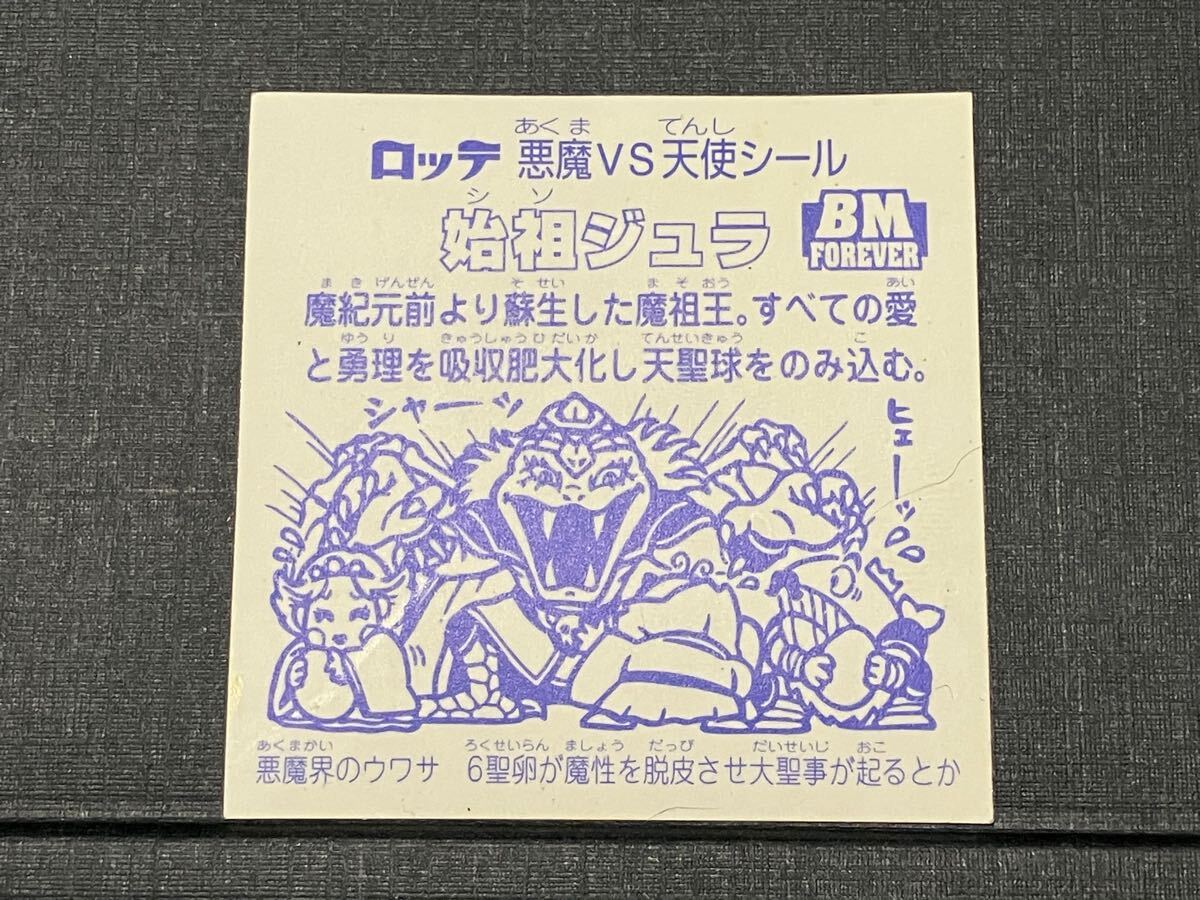 あくま てんし
ロッテ 悪魔VS天使シール
シソ
始祖ジュラ
BM
FOREVER
まきげんぜん そせい まそおう あい
魔紀元前より蘇生した魔祖王。すべての愛
ゆうり きゅうしゅうひだいか てんせいきゅう こ
と勇理を吸収肥大化し天聖球をのみ込む。
シャーッ
ヒェーッ
あくまかい ろくせいらん ましょう だっぴ だいせいじ おこ
悪魔界のウワサ 6聖卵が魔性を脱皮させ大聖事が起るとか